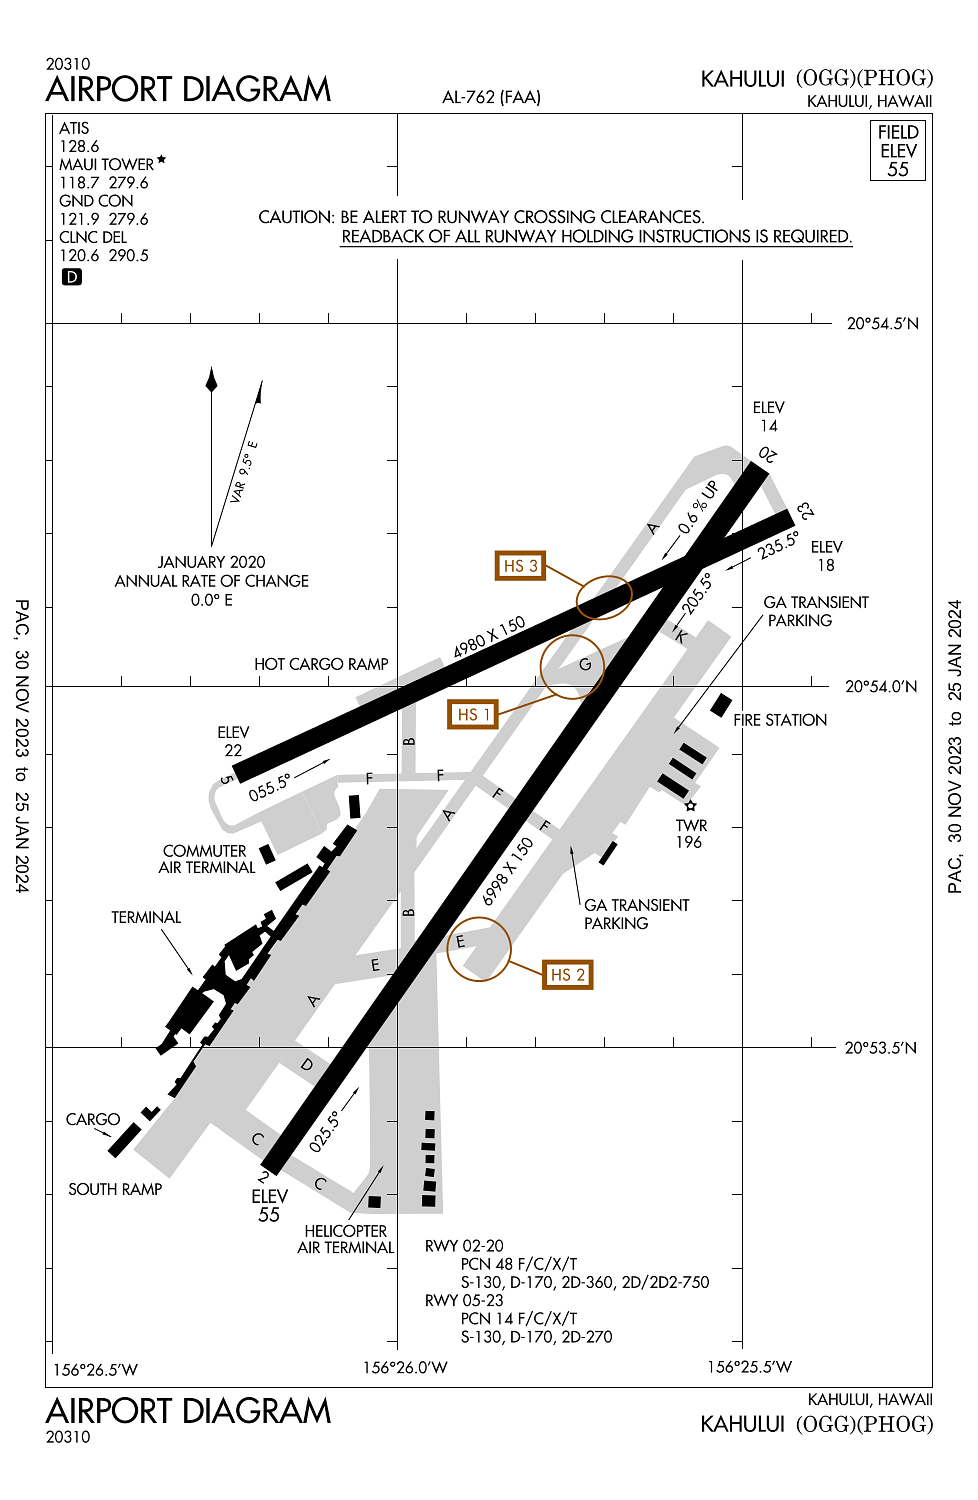 20310
AIRPORT DIAGRAM
AL-762 (FAA)
KAHULUI (OGG)(PHOG)
KAHULUI, HAWAII
ATIS
128.6
MAUI TOWER★
118.7 279.6
GND CON
121.9 279.6
CLNC DEL
120.6 290.5
D
FIELD
ELEV
55
CAUTION: BE ALERT TO RUNWAY CROSSING CLEARANCES.
READBACK OF ALL RUNWAY HOLDING INSTRUCTIONS IS REQUIRED.
20°54.5'N
VAR 9.5° E
JANUARY 2020
ANNUAL RATE OF CHANGE
0.0° E
ELEV
14
20
A
0.6% UP
23
235.5°
ELEV
18
HS 3
205.5°
GA TRANSIENT
PARKING
K
4980 X 150
HOT CARGO RAMP
G
20°54.0'N
HS 1
FIRE STATION
ELEV
22
B
5
055.5°
F
F
F
F
A
TWR
196
COMMUTER
AIR TERMINAL
6998 X 150
GA TRANSIENT
PARKING
TERMINAL
B
E
E
HS 2
A
20°53.5'N
D
CARGO
C
025.5°
SOUTH RAMP
2
C
ELEV
55
HELICOPTER
AIR TERMINAL
RWY 02-20
PCN 48 F/C/X/T
S-130, D-170, 2D-360, 2D/2D2-750
RWY 05-23
PCN 14 F/C/X/T
S-130, D-170, 2D-270
156°26.5'W
156°26.0'W
156°25.5'W
PAC, 30 NOV 2023 to 25 JAN 2024
PAC, 30 NOV 2023 to 25 JAN 2024
AIRPORT DIAGRAM
20310
KAHULUI, HAWAII
KAHULUI (OGG)(PHOG)